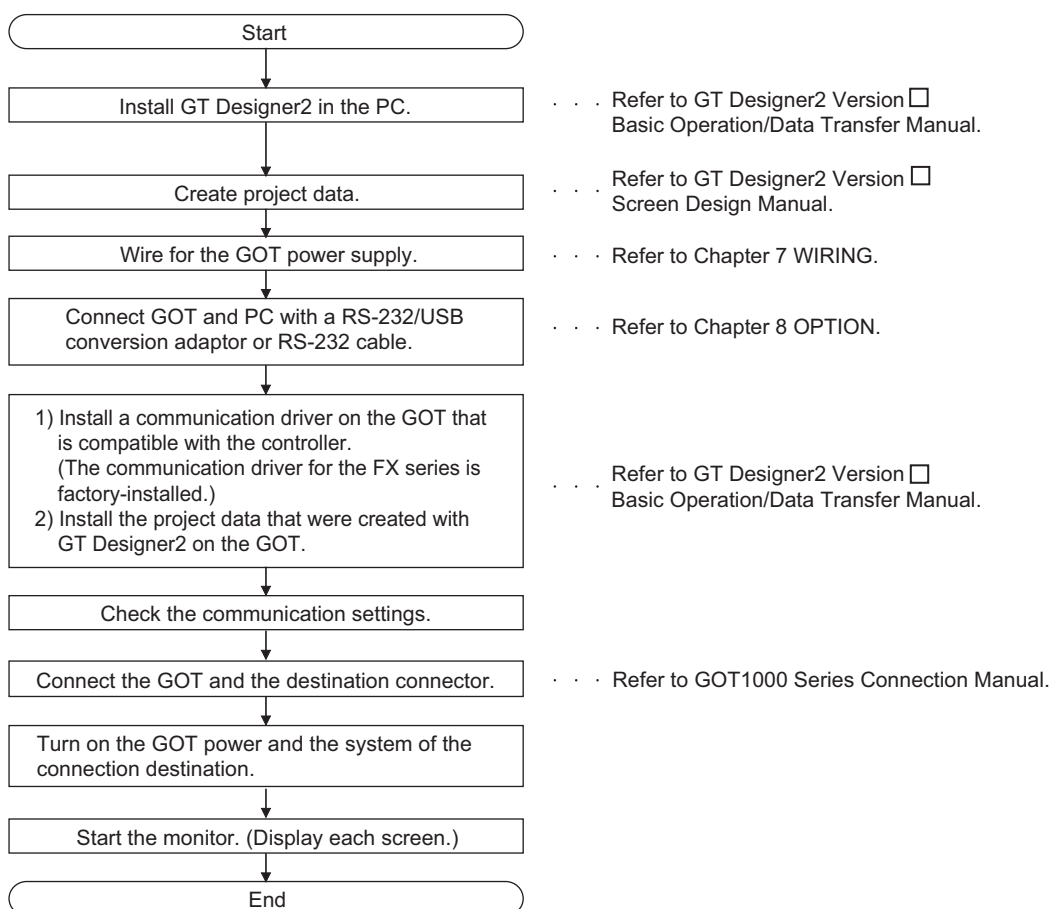 Start
Install GT Designer2 in the PC.
· · · Refer to GT Designer2 Version □
Basic Operation/Data Transfer Manual.
Create project data.
· · · Refer to GT Designer2 Version □
Screen Design Manual.
Wire for the GOT power supply.
· · · Refer to Chapter 7 WIRING.
Connect GOT and PC with a RS-232/USB
conversion adaptor or RS-232 cable.
· · · Refer to Chapter 8 OPTION.
1) Install a communication driver on the GOT that
is compatible with the controller.
(The communication driver for the FX series is
factory-installed.)
2) Install the project data that were created with
GT Designer2 on the GOT.
· · · Refer to GT Designer2 Version □
Basic Operation/Data Transfer Manual.
Check the communication settings.
Connect the GOT and the destination connector.
· · · Refer to GOT1000 Series Connection Manual.
Turn on the GOT power and the system of the
connection destination.
Start the monitor. (Display each screen.)
End